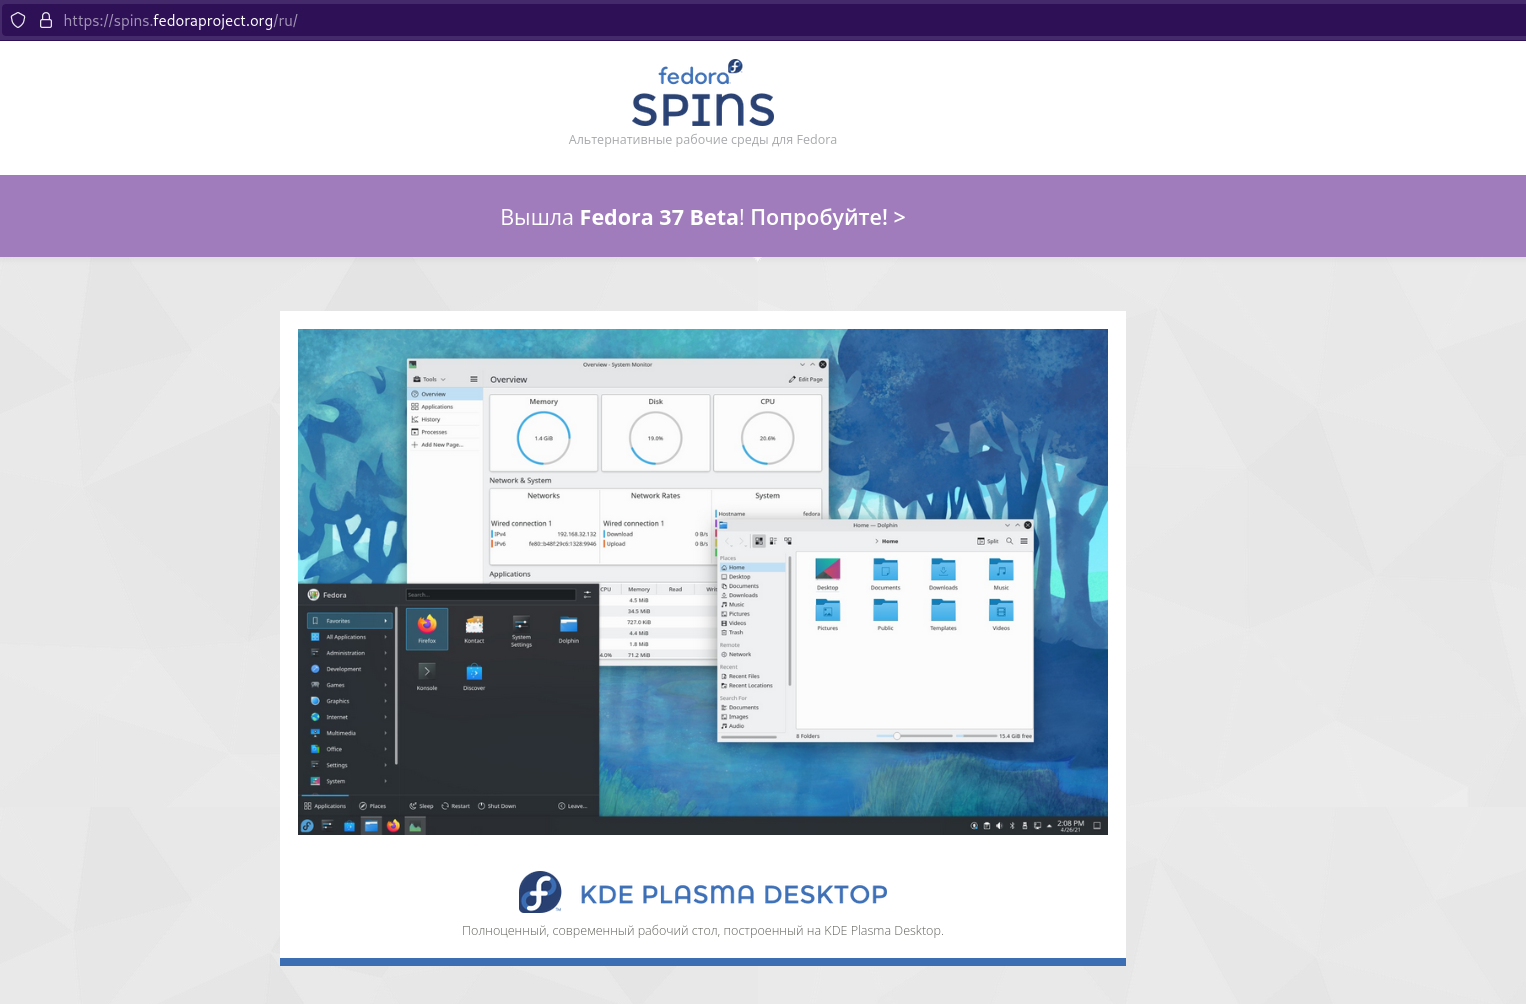 https://spins.fedoraproject.org/ru/
fedora
SPINS
Альтернативные рабочие среды для Fedora
Вышла Fedora 37 Beta! Попробуйте! >
Overview - System Monitor
Tools
Overview
Edit Page
Overview
Applications
History
Processes
Add New Page...
Memory
Disk
CPU
1.4 GiB
19.0%
20.6%
Network & System
Networks
Network Rates
System
Wired connection 1
Wired connection 1
Hostname
fedora
IPv4
192.168.32.132
Download
0 B/s
IPv6
Upload
0 B/s
Applications
CPU
Memory
Read
4.5 MiB
34.5 MiB
727.0 KiB
4.4 MiB
1.8 MiB
4.0%
71.2 MiB
Home — Dolphin
Home
Split
Places
Home
Desktop
Documents
Downloads
Music
Pictures
Videos
Trash
Remote
Network
Recent
Recent Files
Recent Locations
Search For
Documents
Images
Audio
Desktop
Documents
Downloads
Music
Pictures
Public
Templates
Videos
8 Folders
15.4 GiB free
Fedora
Search...
Favorites
All Applications
Administration
Development
Games
Graphics
Internet
Multimedia
Office
Settings
System
Firefox
Kontact
System
Settings
Dolphin
Konsole
Discover
Applications
Places
Sleep
Restart
Shut Down
Leave...
2:08 PM
4/26/21
KDE PLASMA DESKTOP
Полноценный, современный рабочий стол, построенный на KDE Plasma Desktop.